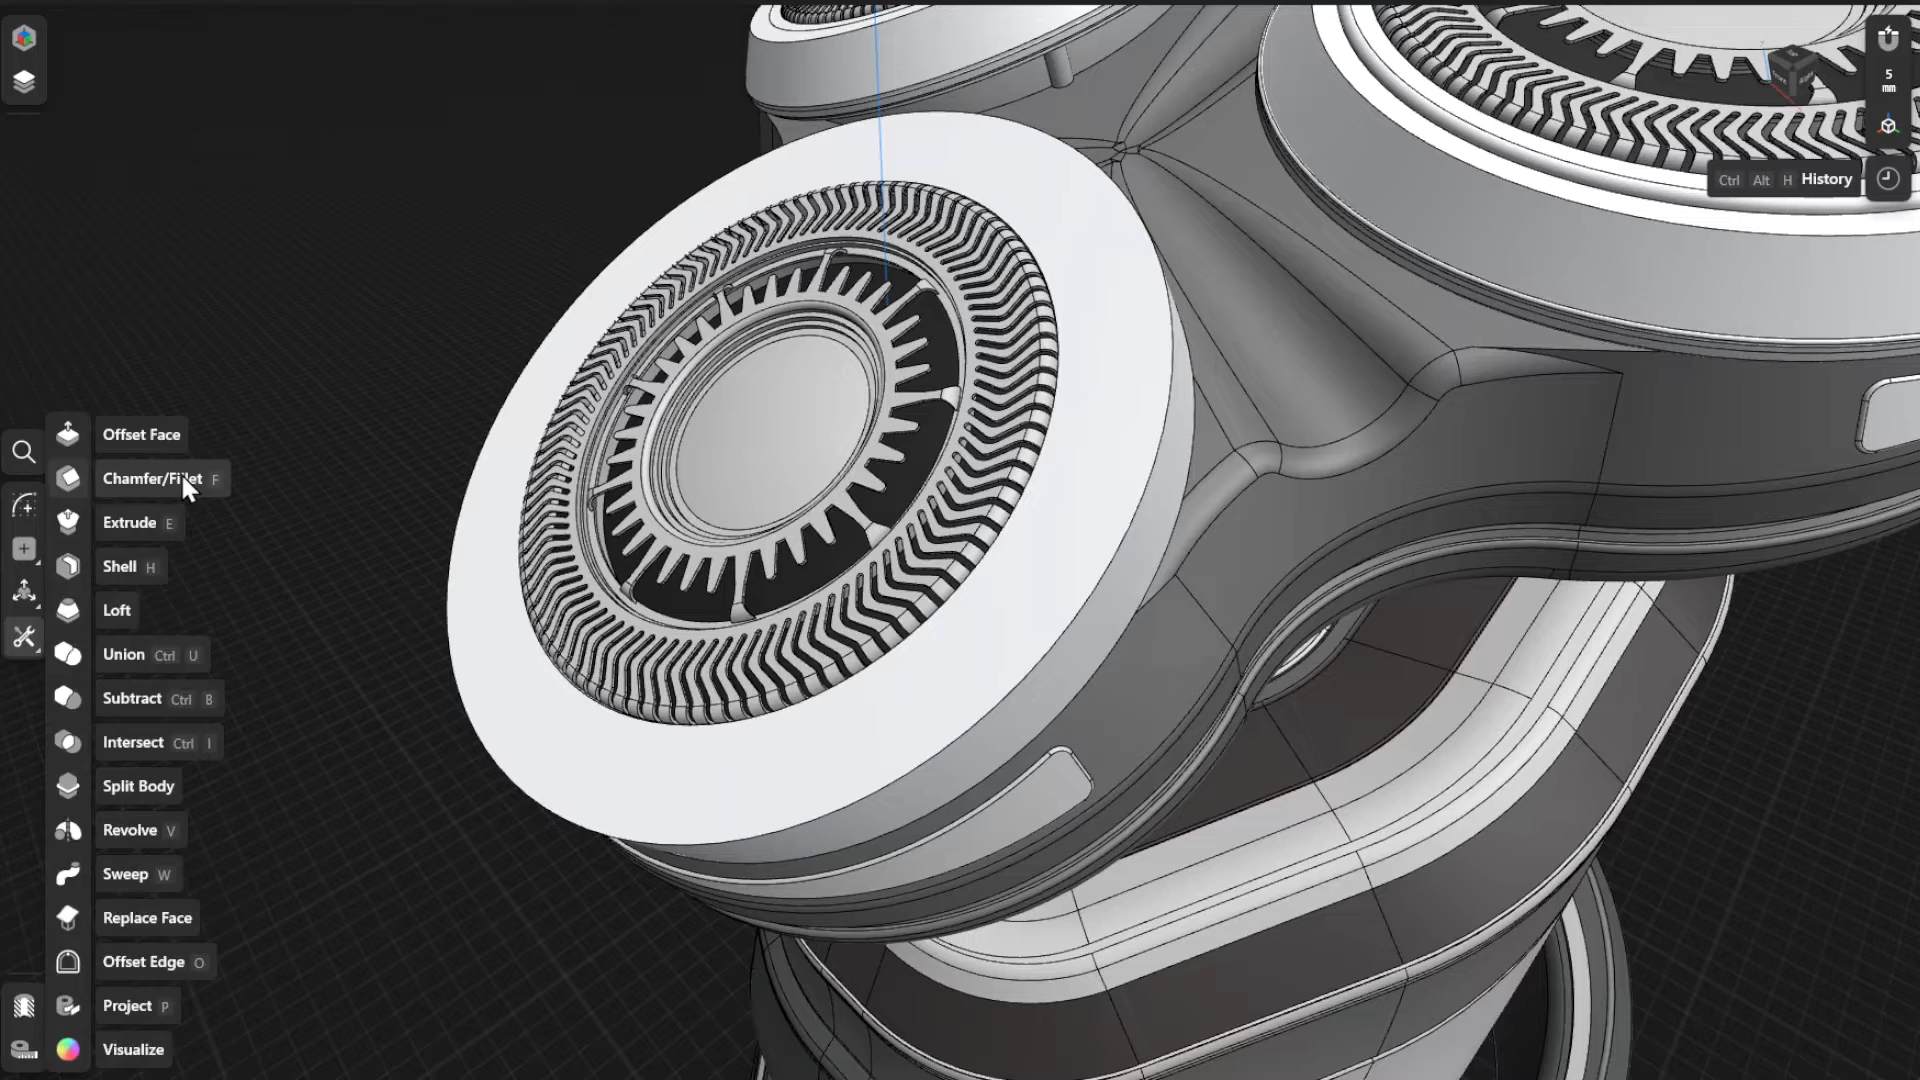 5
mm
Ctrl Alt H History
Offset Face
Chamfer/Fillet F
Extrude E
Shell H
Loft
Union Ctrl U
Subtract Ctrl B
Intersect Ctrl I
Split Body
Revolve V
Sweep W
Replace Face
Offset Edge O
Project P
Visualize